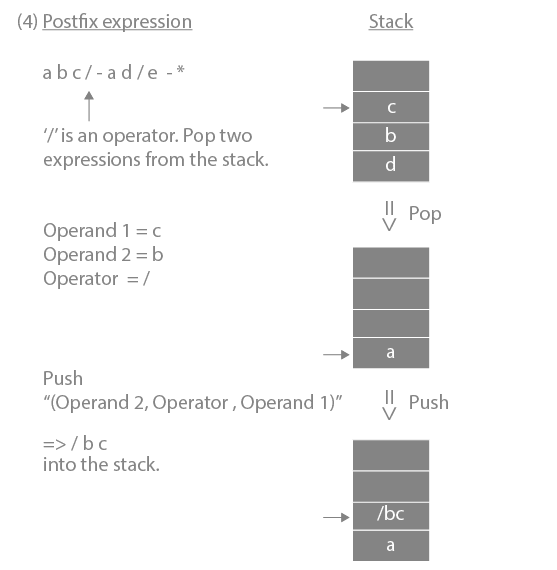 (4) Postfix expression
Stack
a b c / - a d / e - *
'/' is an operator. Pop two
expressions from the stack.
c
b
d
Pop
Operand 1 = c
Operand 2 = b
Operator = /
a
Push
"(Operand 2, Operator , Operand 1)"
Push
=> / b c
into the stack.
/bc
a